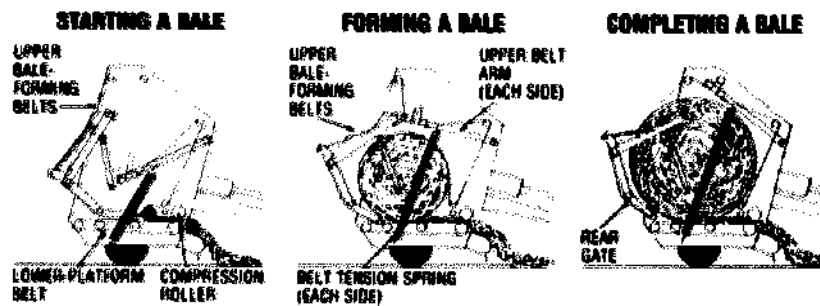 STARTING A BALE
UPPER
BALE-
FORMING
BELTS
LOWER PLATFORM
BELT
COMPRESSION
ROLLER
FORMING A BALE
UPPER
BALE-
FORMING
BELTS
UPPER BELT
ARM
(EACH SIDE)
BELT TENSION SPRING
(EACH SIDE)
COMPLETING A BALE
REAR
GATE